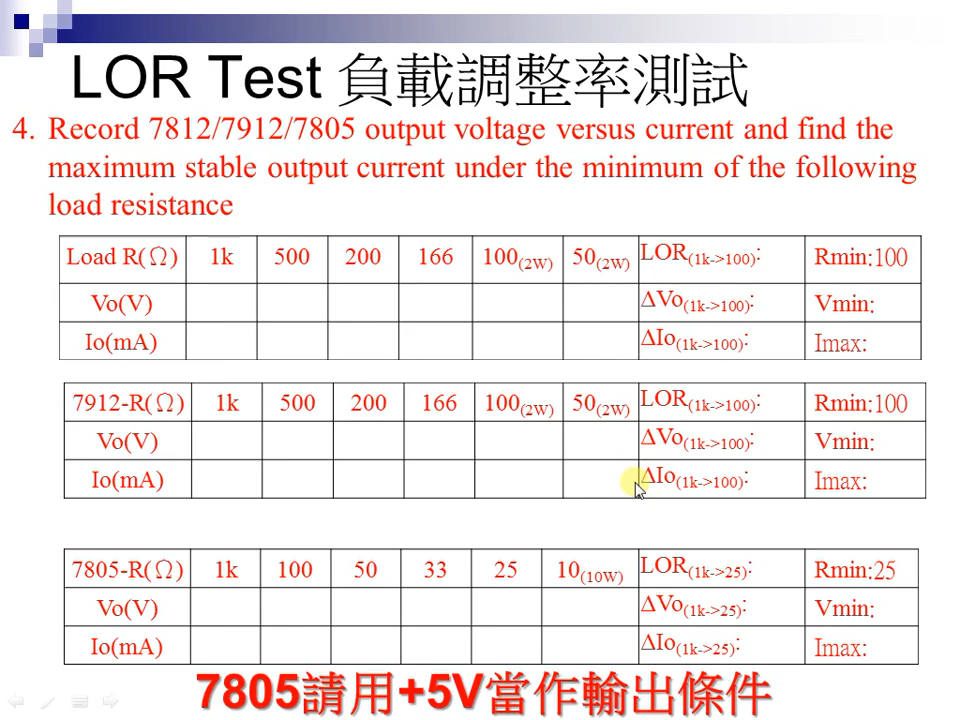 LOR Test 負載調整率測試
4. Record 7812/7912/7805 output voltage versus current and find the
maximum stable output current under the minimum of the following
load resistance
Load R(Ω) 1k 500 200 166 100(2W) 50(2W) LOR(1k->100): Rmin:100
Vo(V) ΔVo(1k->100): Vmin:
Io(mA) ΔIo(1k->100): Imax:
7912-R(Ω) 1k 500 200 166 100(2W) 50(2W) LOR(1k->100): Rmin:100
Vo(V) ΔVo(1k->100): Vmin:
Io(mA) ΔIo(1k->100): Imax:
7805-R(Ω) 1k 100 50 33 25 10(10W) LOR(1k->25): Rmin:25
Vo(V) ΔVo(1k->25): Vmin:
Io(mA) ΔIo(1k->25): Imax:
7805請用+5V當作輸出條件